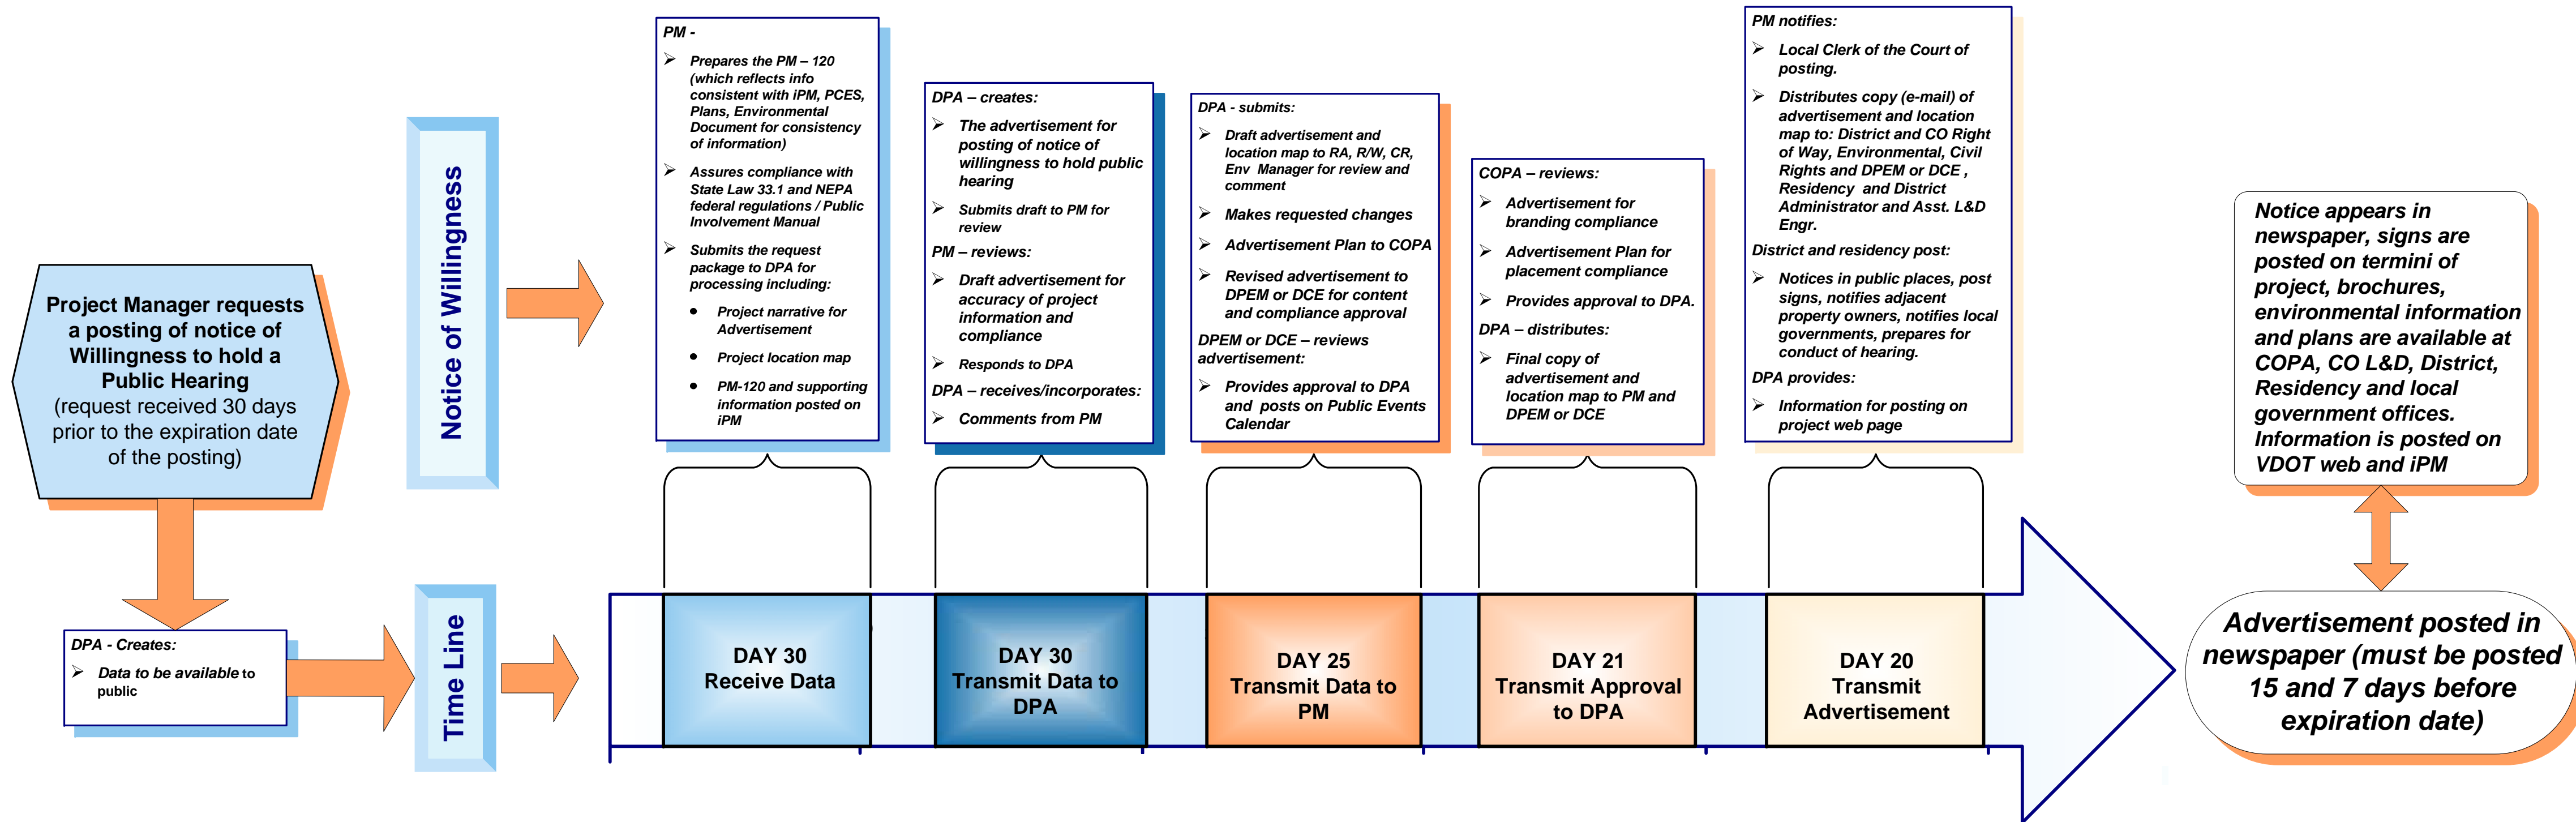 Project Manager requests
a posting of notice of
Willingness to hold a
Public Hearing
(request received 30 days
prior to the expiration date
of the posting)
DPA - Creates:
➢ Data to be available to
public
Notice of Willingness
Time Line
PM -
➢ Prepares the PM – 120
(which reflects info
consistent with iPM, PCES,
Plans, Environmental
Document for consistency
of information)
➢ Assures compliance with
State Law 33.1 and NEPA
federal regulations / Public
Involvement Manual
➢ Submits the request
package to DPA for
processing including:
• Project narrative for
Advertisement
• Project location map
• PM-120 and supporting
information posted on
iPM
DPA – creates:
➢ The advertisement for
posting of notice of
willingness to hold public
hearing
➢ Submits draft to PM for
review
PM – reviews:
➢ Draft advertisement for
accuracy of project
information and
compliance
➢ Responds to DPA
DPA – receives/incorporates:
➢ Comments from PM
DPA - submits:
➢ Draft advertisement and
location map to RA, R/W, CR,
Env Manager for review and
comment
➢ Makes requested changes
➢ Advertisement Plan to COPA
➢ Revised advertisement to
DPEM or DCE for content
and compliance approval
DPEM or DCE – reviews
advertisement:
➢ Provides approval to DPA
and posts on Public Events
Calendar
COPA – reviews:
➢ Advertisement for
branding compliance
➢ Advertisement Plan for
placement compliance
➢ Provides approval to DPA.
DPA – distributes:
➢ Final copy of
advertisement and
location map to PM and
DPEM or DCE
PM notifies:
➢ Local Clerk of the Court of
posting.
➢ Distributes copy (e-mail) of
advertisement and location
map to: District and CO Right
of Way, Environmental, Civil
Rights and DPEM or DCE ,
Residency and District
Administrator and Asst. L&D
Engr.
District and residency post:
➢ Notices in public places, post
signs, notifies adjacent
property owners, notifies local
governments, prepares for
conduct of hearing.
DPA provides:
➢ Information for posting on
project web page
DAY 30
Receive Data
DAY 30
Transmit Data to
DPA
DAY 25
Transmit Data to
PM
DAY 21
Transmit Approval
to DPA
DAY 20
Transmit
Advertisement
Notice appears in
newspaper, signs are
posted on termini of
project, brochures,
environmental information
and plans are available at
COPA, CO L&D, District,
Residency and local
government offices.
Information is posted on
VDOT web and iPM
Advertisement posted in
newspaper (must be posted
15 and 7 days before
expiration date)